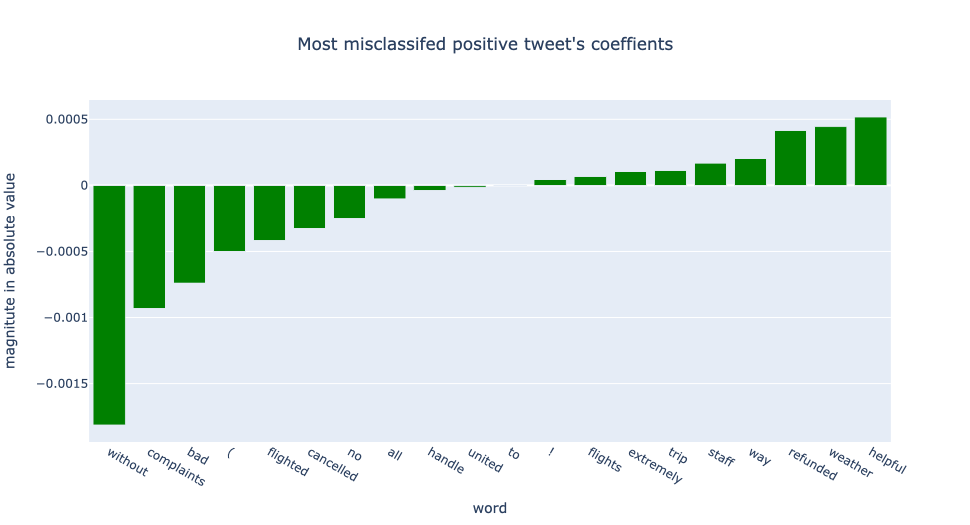 Most misclassifed positive tweet's coeffients
magnitute in absolute value
0.0005
0
−0.0005
−0.001
−0.0015
without
complaints
bad
(
flighted
cancelled
no
all
handle
united
to
!
flights
extremely
trip
staff
way
refunded
weather
helpful
word